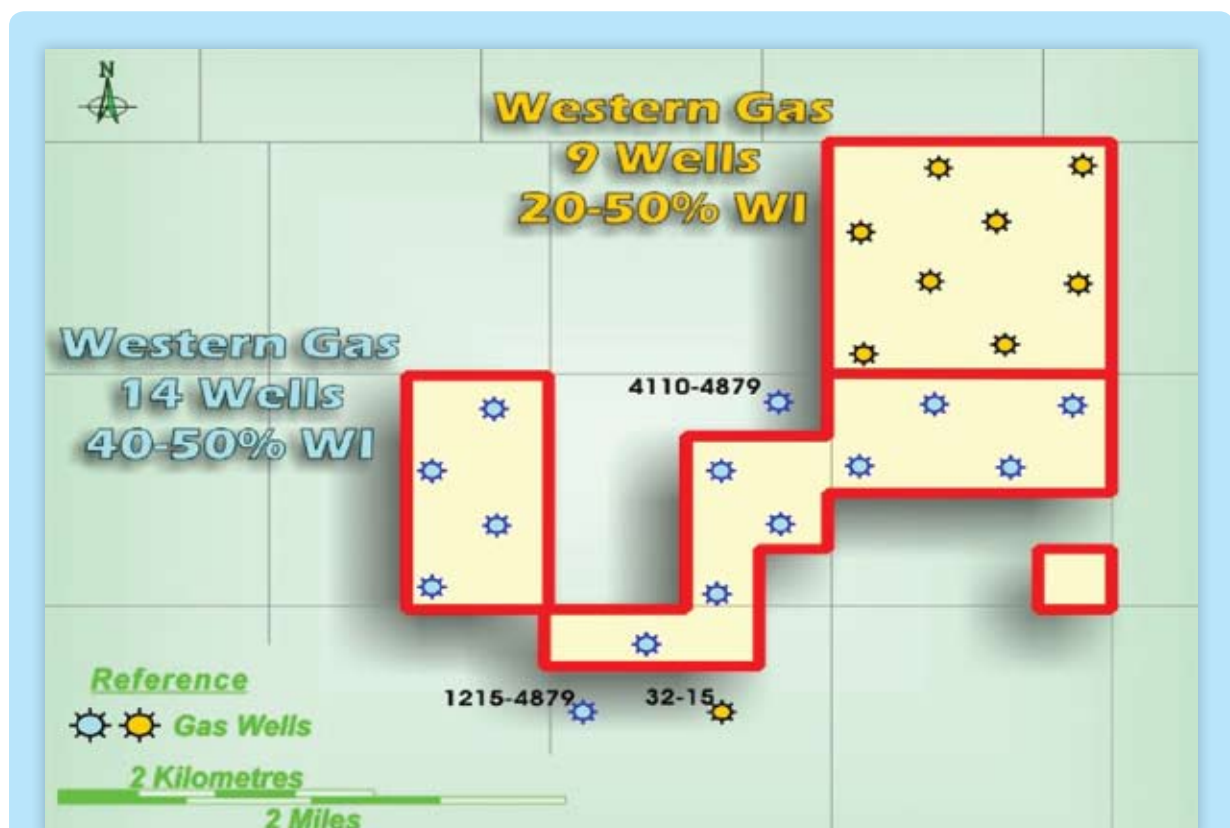 N
Western Gas
9 Wells
20-50% WI
Western Gas
14 Wells
40-50% WI
4110-4879
1215-4879
32-15
Reference
Gas Wells
2 Kilometres
2 Miles